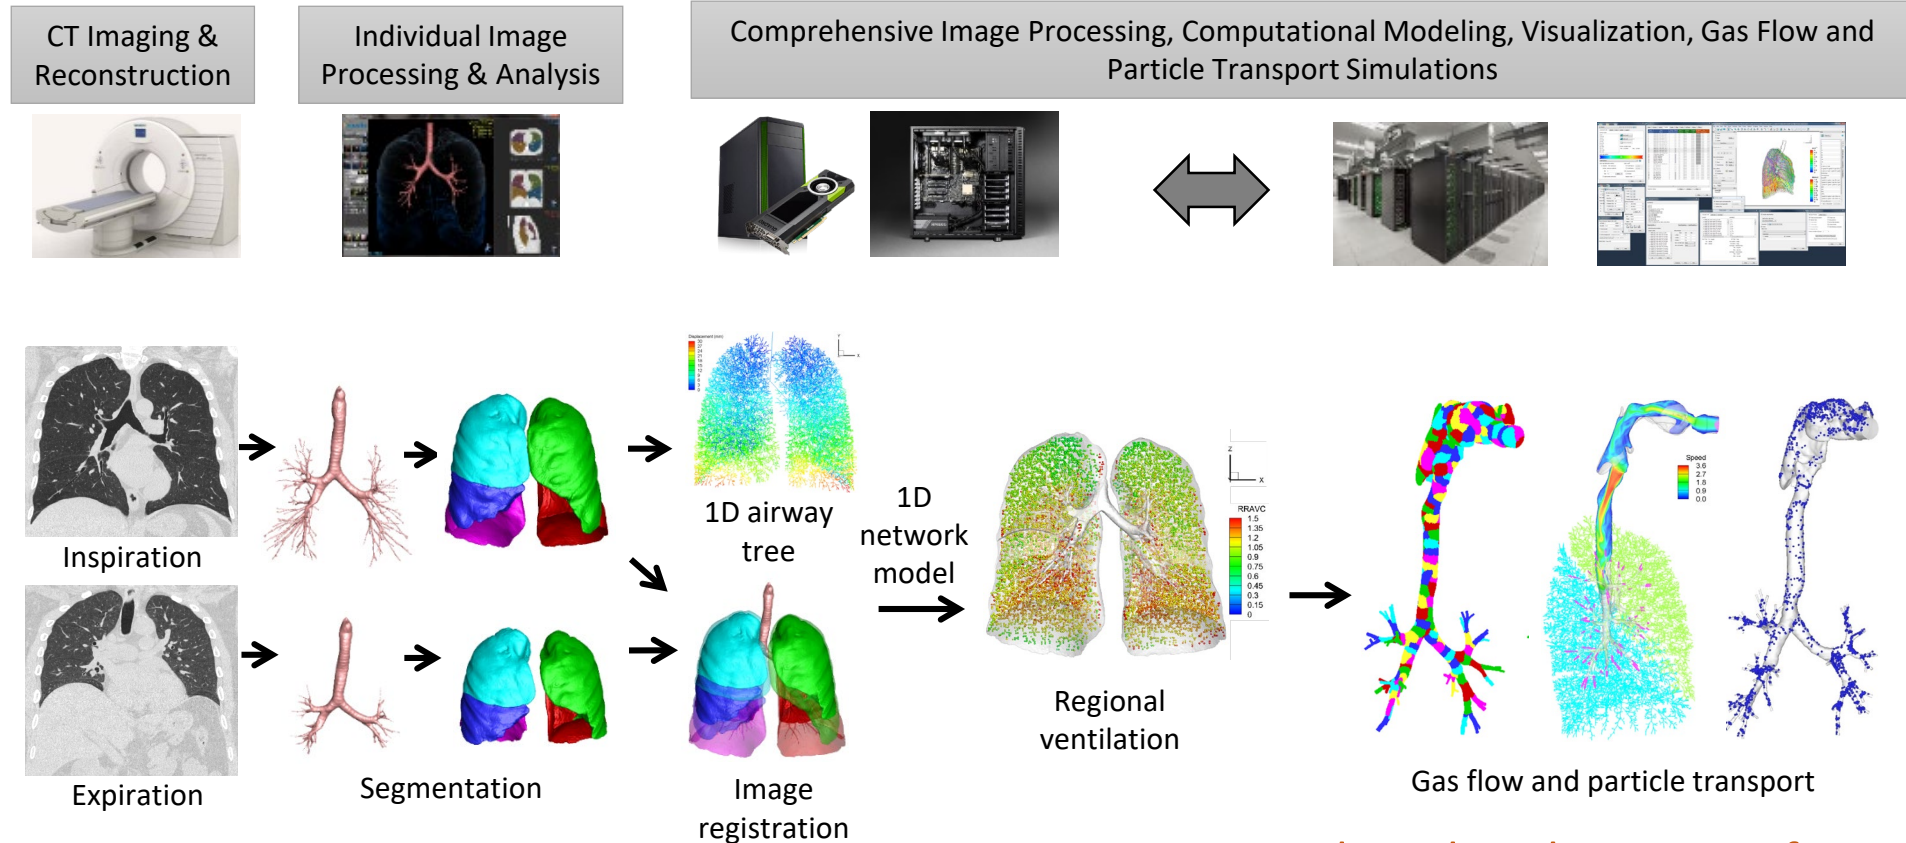 CT Imaging &
Reconstruction
Individual Image
Processing & Analysis
Comprehensive Image Processing, Computational Modeling, Visualization, Gas Flow and
Particle Transport Simulations
Inspiration
Expiration
Segmentation
Displacement (mm)
Y
X
1D airway
tree
Image
registration
1D
network
model
Z
X
RRAVC
1.5
1.35
1.2
1.05
0.9
0.75
0.6
0.45
0.3
0.15
0
Regional
ventilation
Speed
3.6
2.7
1.8
0.9
0.0
Gas flow and particle transport